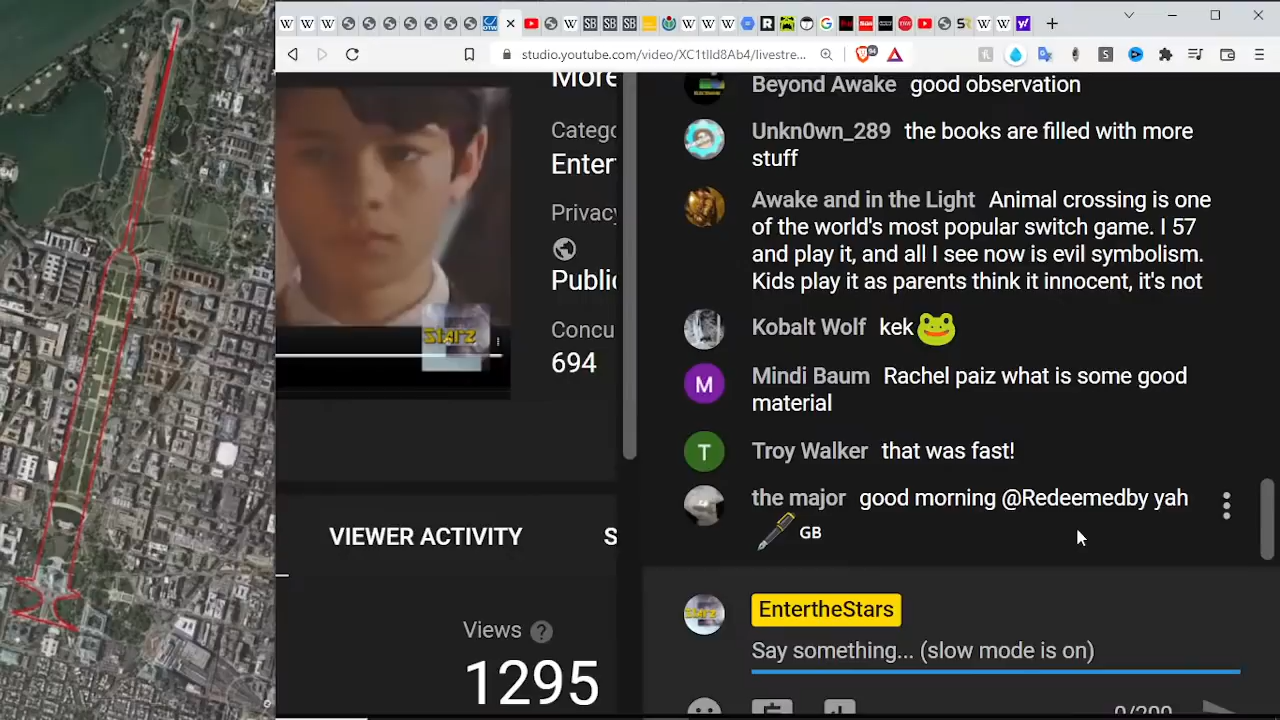 studio.youtube.com/video/XC1tlld8Ab4/livestre...
More
Catego
Enter
Privacy
Public
Concu
694
Starz
VIEWER ACTIVITY
S
Views
1295
Beyond Awake good observation
Unkn0wn_289 the books are filled with more
stuff
Awake and in the Light Animal crossing is one
of the world's most popular switch game. I 57
and play it, and all I see now is evil symbolism.
Kids play it as parents think it innocent, it's not
Kobalt Wolf kek🐸
Mindi Baum Rachel paiz what is some good
material
M
Troy Walker that was fast!
T
the major good morning @Redeemedby yah
🖋 GB
EntertheStars
Say something... (slow mode is on)
0/200